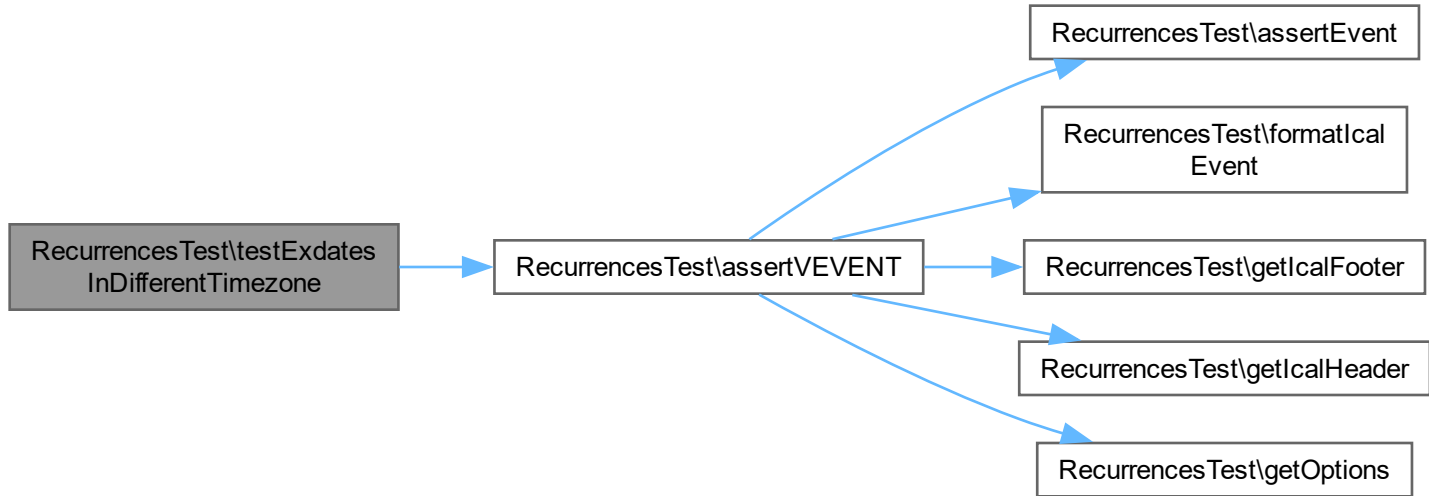 RecurrencesTest\testExdates
InDifferentTimezone
RecurrencesTest\assertVEVENT
RecurrencesTest\assertEvent
RecurrencesTest\formatIcal
Event
RecurrencesTest\getIcalFooter
RecurrencesTest\getIcalHeader
RecurrencesTest\getOptions